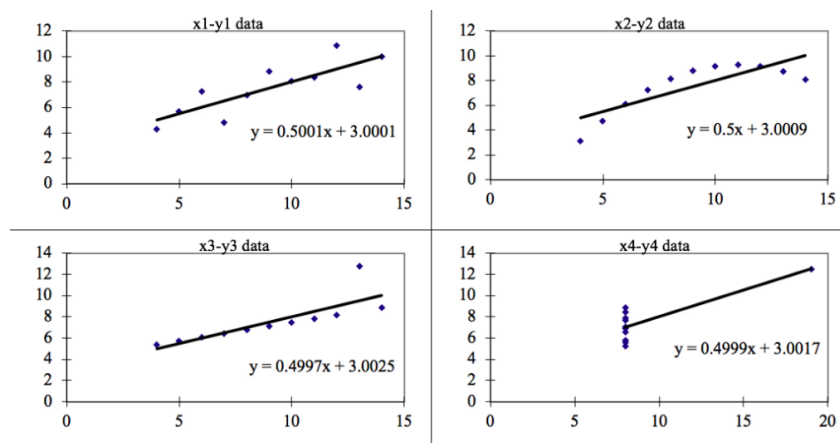 x1-y1 data
12
10
8
6
4
2
0
y = 0.5001x + 3.0001
0 5 10 15
x2-y2 data
12
10
8
6
4
2
0
y = 0.5x + 3.0009
0 5 10 15
x3-y3 data
14
12
10
8
6
4
2
0
y = 0.4997x + 3.0025
0 5 10 15
x4-y4 data
14
12
10
8
6
4
2
0
y = 0.4999x + 3.0017
0 5 10 15 20